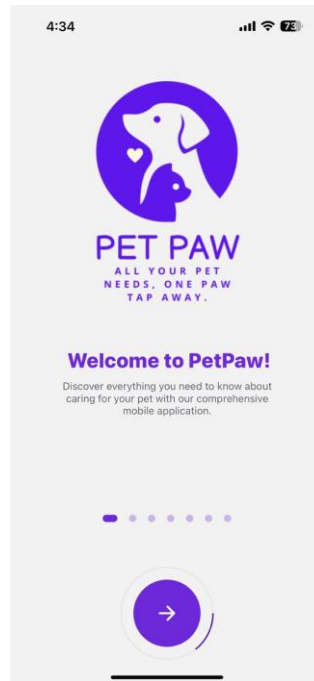 4:34
73
PET PAW
ALL YOUR PET
NEEDS, ONE PAW
TAP AWAY.
Welcome to PetPaw!
Discover everything you need to know about
caring for your pet with our comprehensive
mobile application.